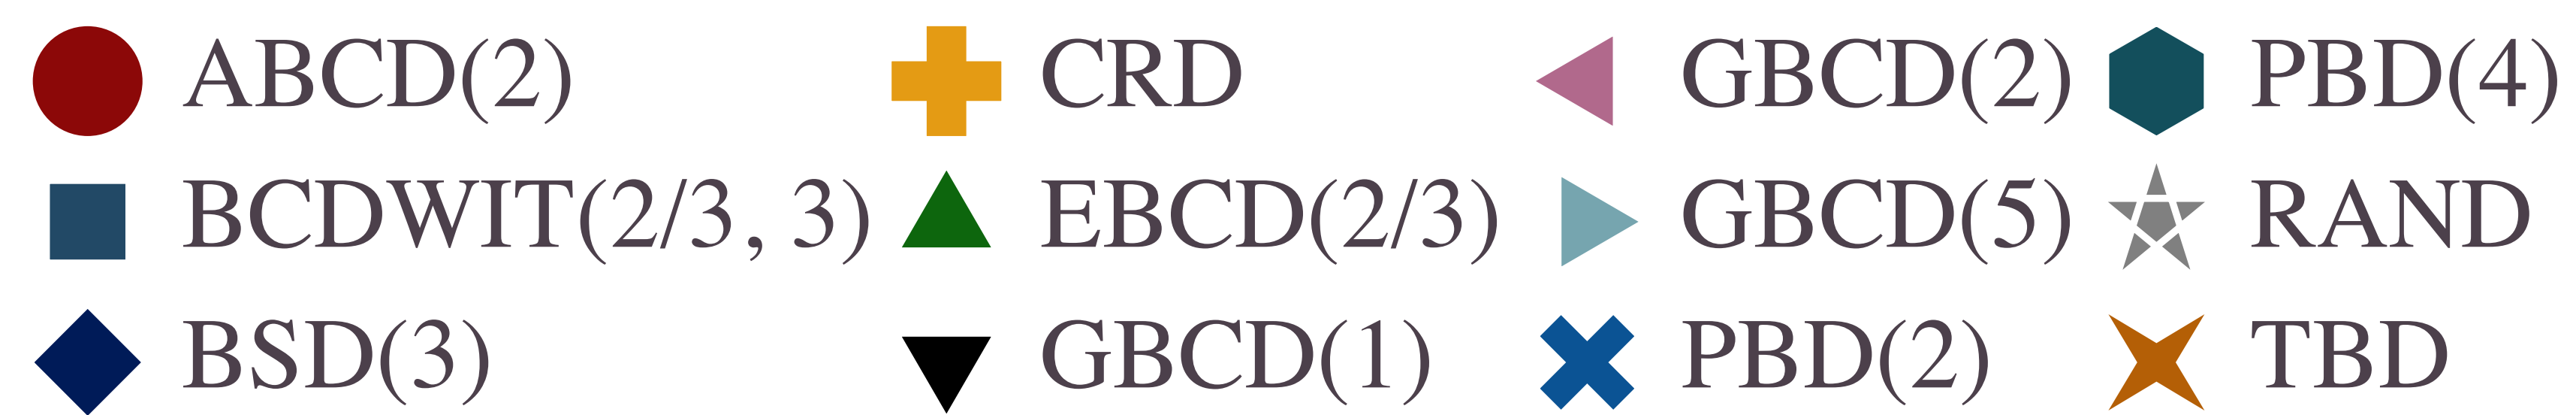 ABCD(2) CRD GBCD(2) PBD(4)
BCDWIT(2/3, 3) EBCD(2/3) GBCD(5) RAND
BSD(3) GBCD(1) PBD(2) TBD